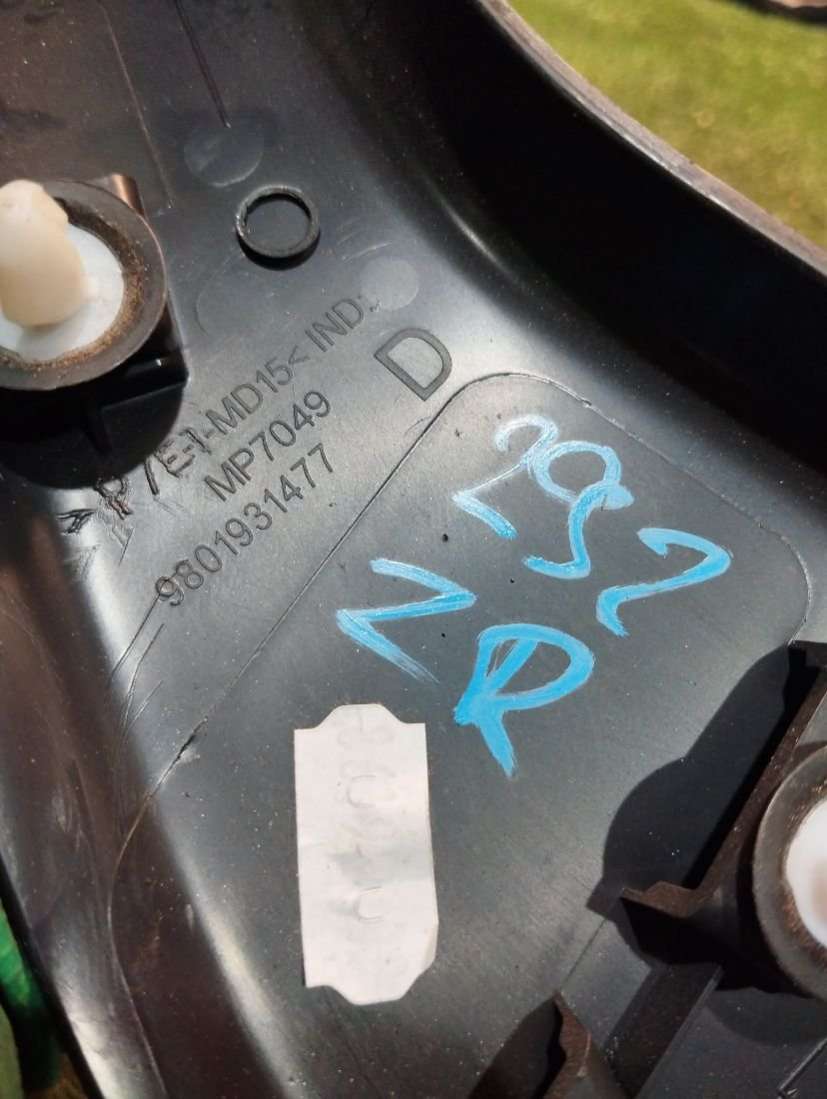 >P/E-I-MD15< IND:
D
MP7049
9801931477
292
ZR